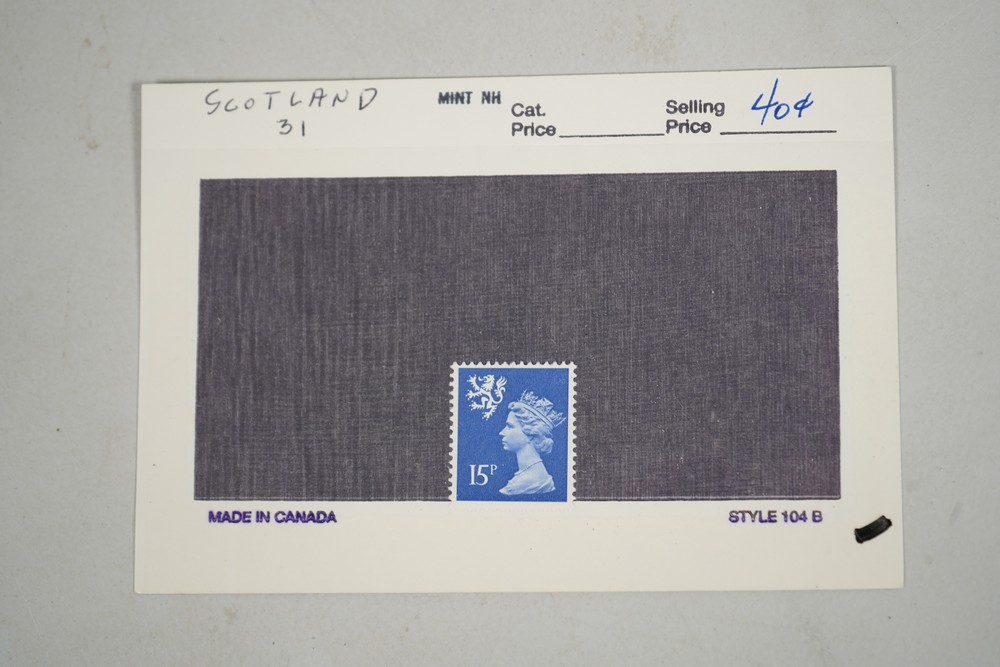 SCOTLAND
31
MINT NH
Cat.
Price
Selling
Price 40¢
15P
MADE IN CANADA
STYLE 104 B